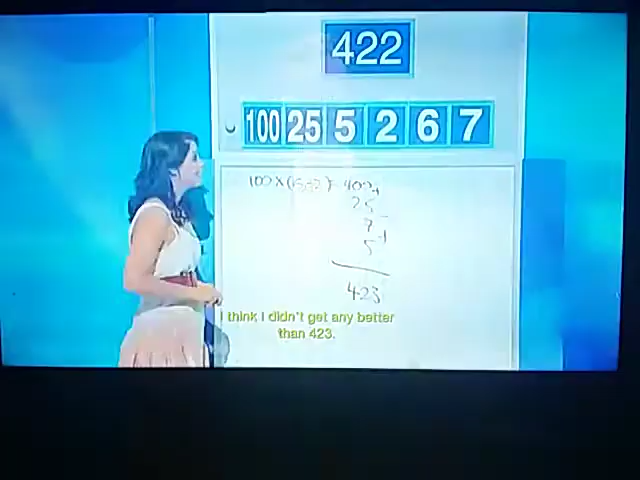 422
100 25 5 2 6 7
100 × (6-2) = 400 +
25 -
7 +
5
423
I think I didn't get any better
than 423.